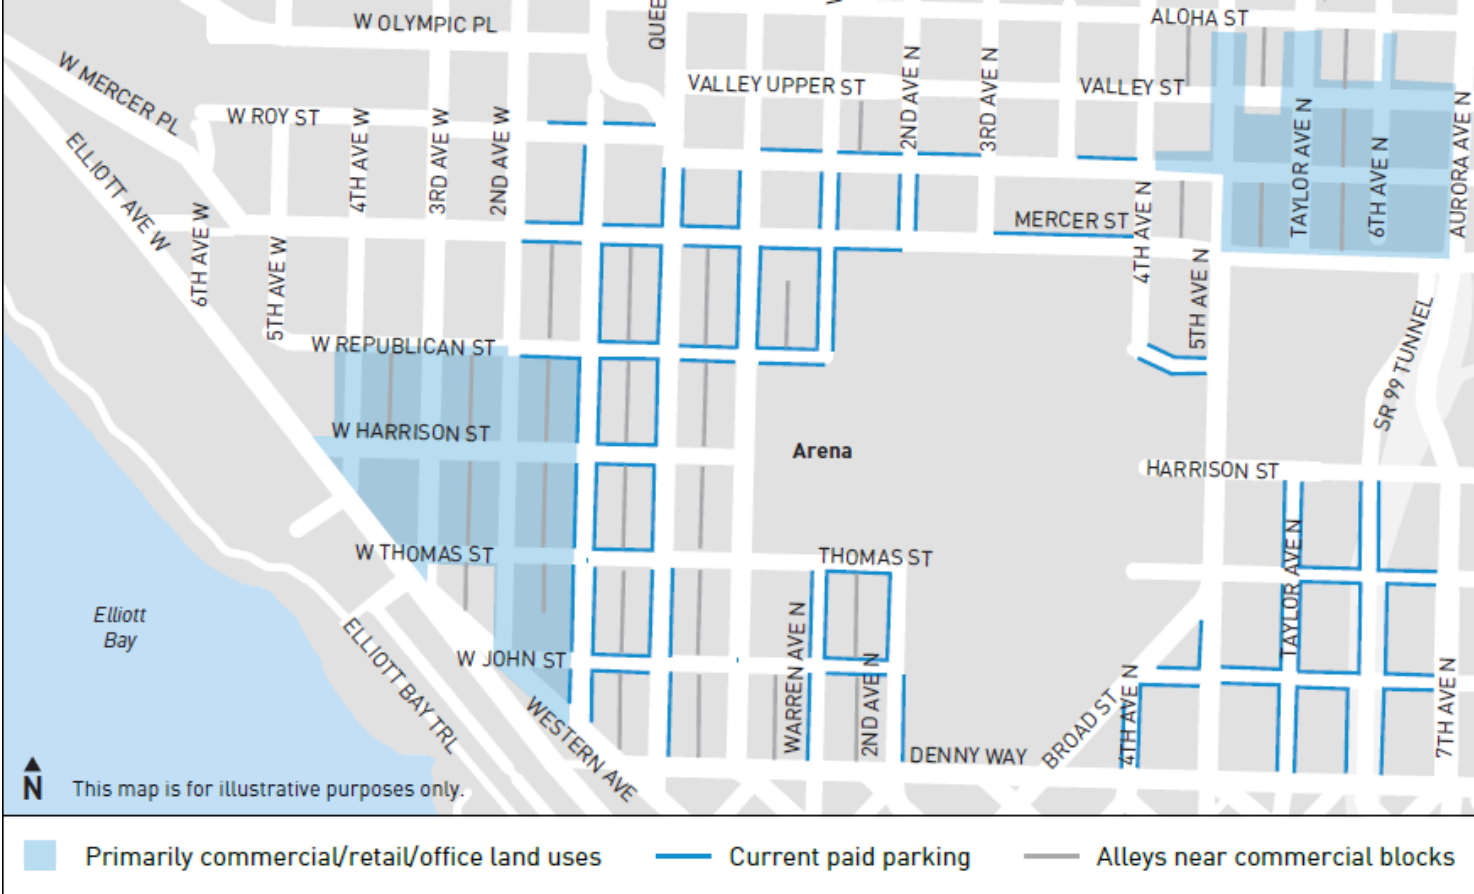 W OLYMPIC PL
QUEE
ALOHA ST
W MERCER PL
VALLEY UPPER ST
2ND AVE N
3RD AVE N
VALLEY ST
W ROY ST
4TH AVE W
3RD AVE W
2ND AVE W
TAYLOR AVE N
6TH AVE N
AURORA AVE N
ELLIOTT AVE W
6TH AVE W
5TH AVE W
MERCER ST
4TH AVE N
5TH AVE N
W REPUBLICAN ST
SR 99 TUNNEL
W HARRISON ST
Arena
HARRISON ST
W THOMAS ST
THOMAS ST
TAYLOR AVE N
Elliott
Bay
ELLIOTT BAY TRL
W JOHN ST
WARREN AVE N
2ND AVE N
WESTERN AVE
DENNY WAY
BROAD ST
4TH AVE N
7TH AVE N
N
This map is for illustrative purposes only.
Primarily commercial/retail/office land uses
Current paid parking
Alleys near commercial blocks